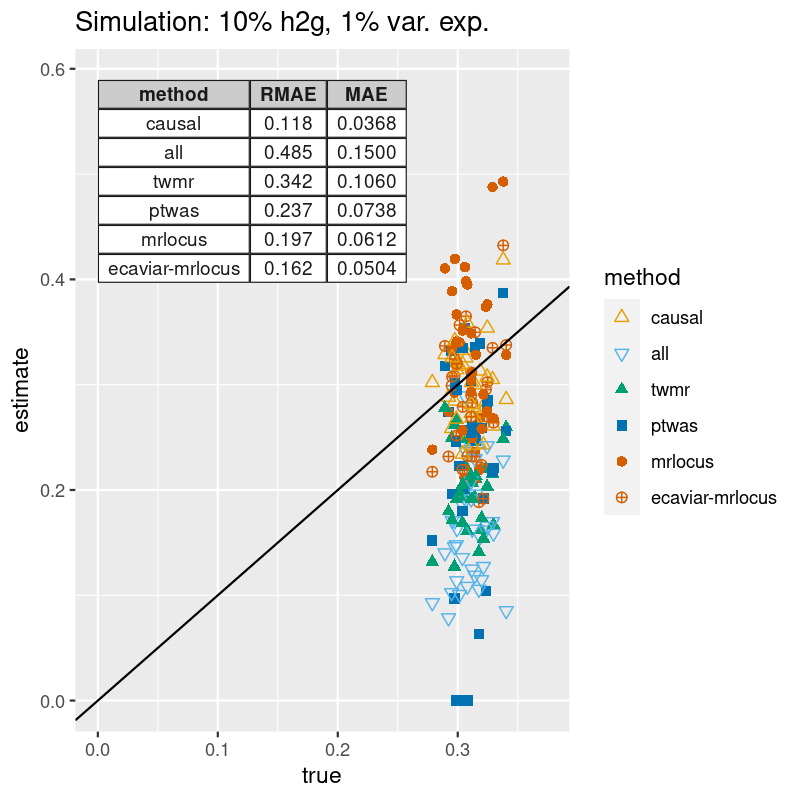 Simulation: 10% h2g, 1% var. exp.
method RMAE MAE
causal 0.118 0.0368
all 0.485 0.1500
twmr 0.342 0.1060
ptwas 0.237 0.0738
mrlocus 0.197 0.0612
ecaviar-mrlocus 0.162 0.0504
0.6
0.4
0.2
0.0
estimate
0.0 0.1 0.2 0.3
true
method
causal
all
twmr
ptwas
mrlocus
ecaviar-mrlocus